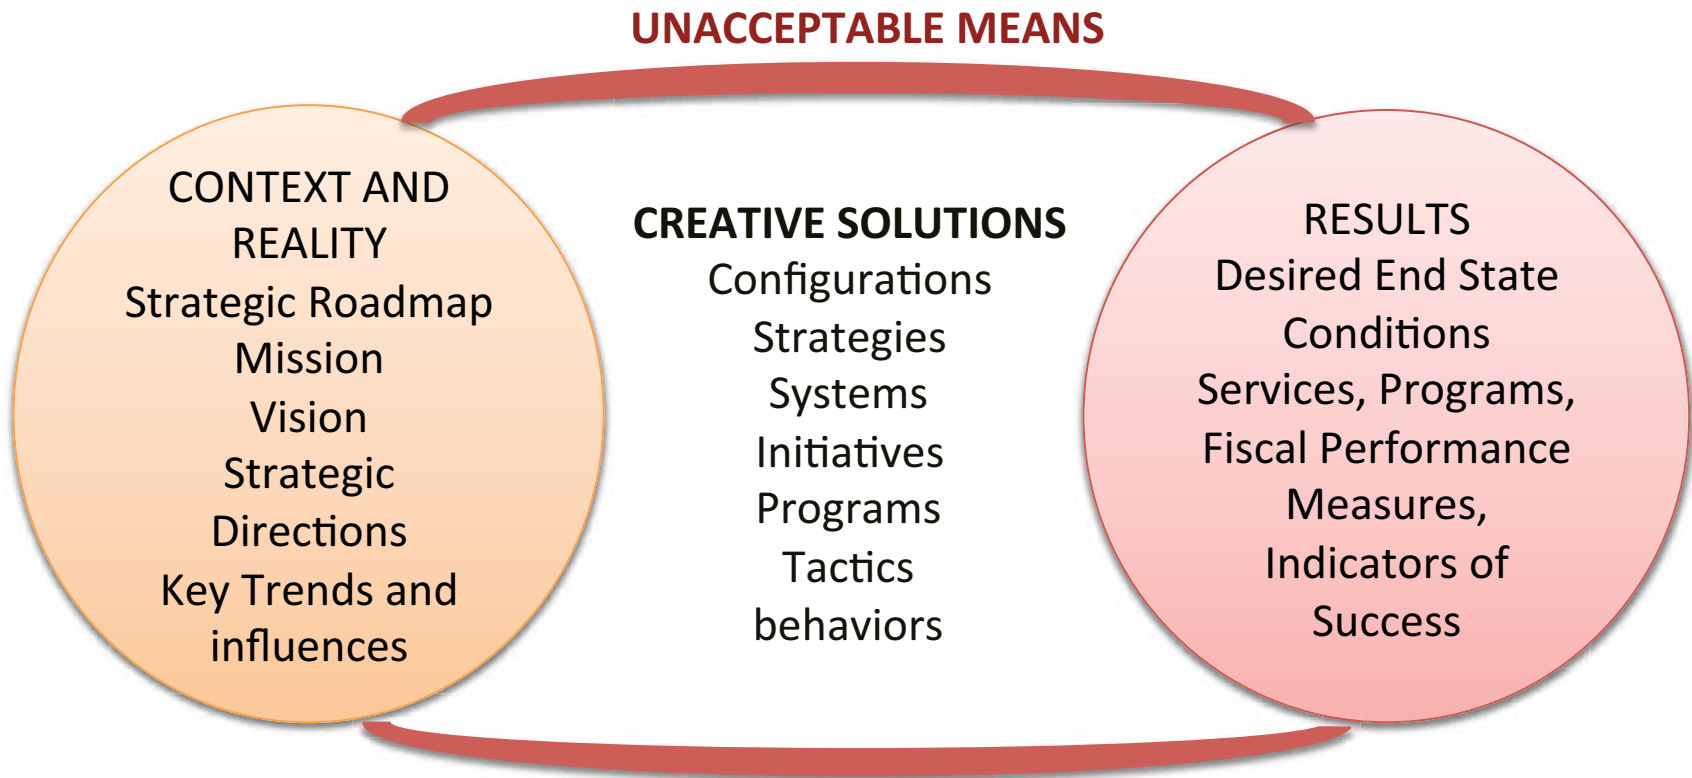 UNACCEPTABLE MEANS
CONTEXT AND
REALITY
Strategic Roadmap
Mission
Vision
Strategic
Directions
Key Trends and
influences
CREATIVE SOLUTIONS
Configurations
Strategies
Systems
Initiatives
Programs
Tactics
behaviors
RESULTS
Desired End State
Conditions
Services, Programs,
Fiscal Performance
Measures,
Indicators of
Success